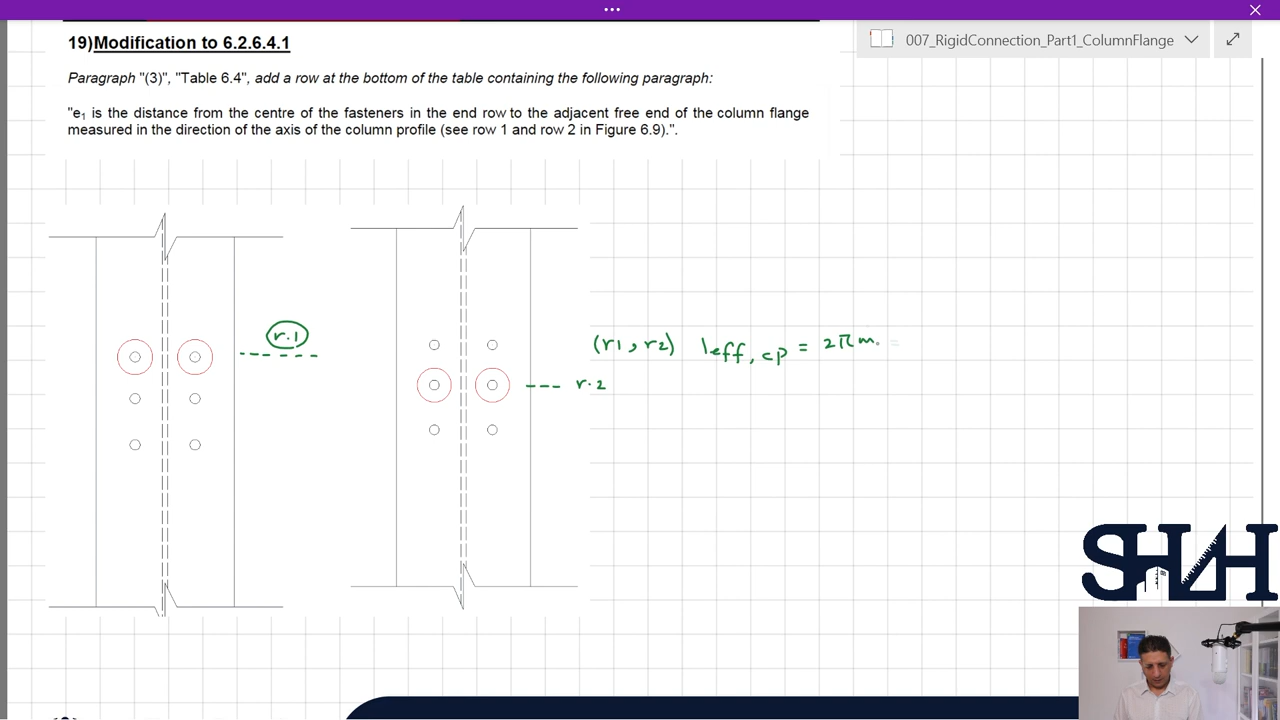 19)Modification to 6.2.6.4.1
007_RigidConnection_Part1_ColumnFlange
Paragraph "(3)", "Table 6.4", add a row at the bottom of the table containing the following paragraph:
"e1 is the distance from the centre of the fasteners in the end row to the adjacent free end of the column flange
measured in the direction of the axis of the column profile (see row 1 and row 2 in Figure 6.9).".
r.1
(r1, r2) leff, cp = 2πm. =
r.2
SHAH